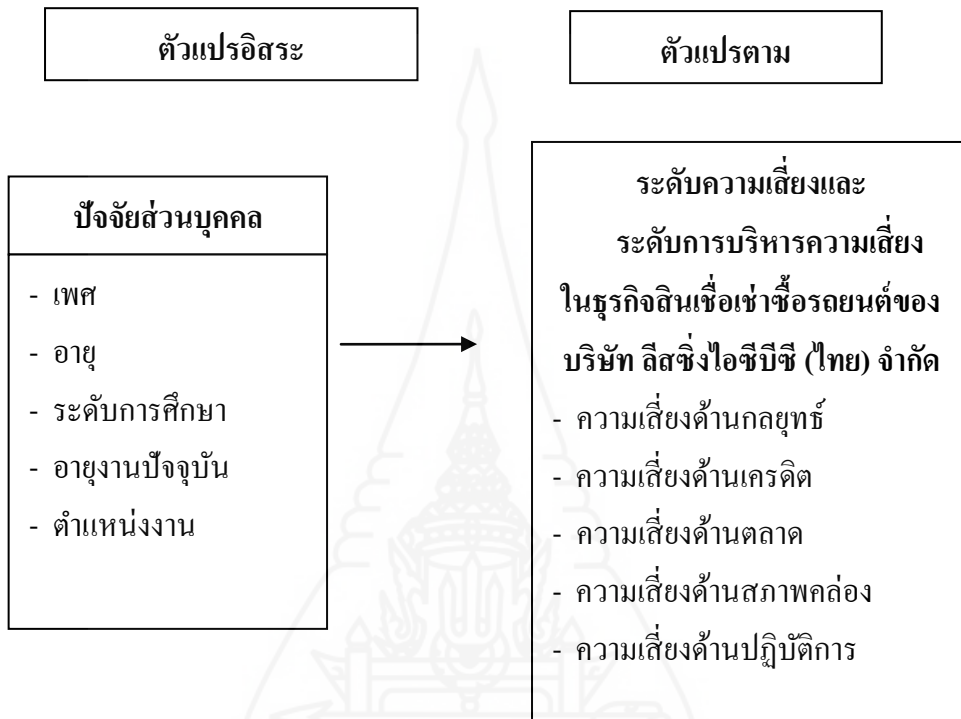 ตัวแปรอิสระ
ตัวแปรตาม
ปัจจัยส่วนบุคคล
- เพศ
- อายุ
- ระดับการศึกษา
- อายุงานปัจจุบัน
- ตำแหน่งงาน
ระดับความเสี่ยงและ
ระดับการบริหารความเสี่ยง
ในธุรกิจสินเชื่อเช่าซื้อรถยนต์ของ
บริษัท ลีสซิ่งไอซีบีซี (ไทย) จำกัด
- ความเสี่ยงด้านกลยุทธ์
- ความเสี่ยงด้านเครดิต
- ความเสี่ยงด้านตลาด
- ความเสี่ยงด้านสภาพคล่อง
- ความเสี่ยงด้านปฏิบัติการ